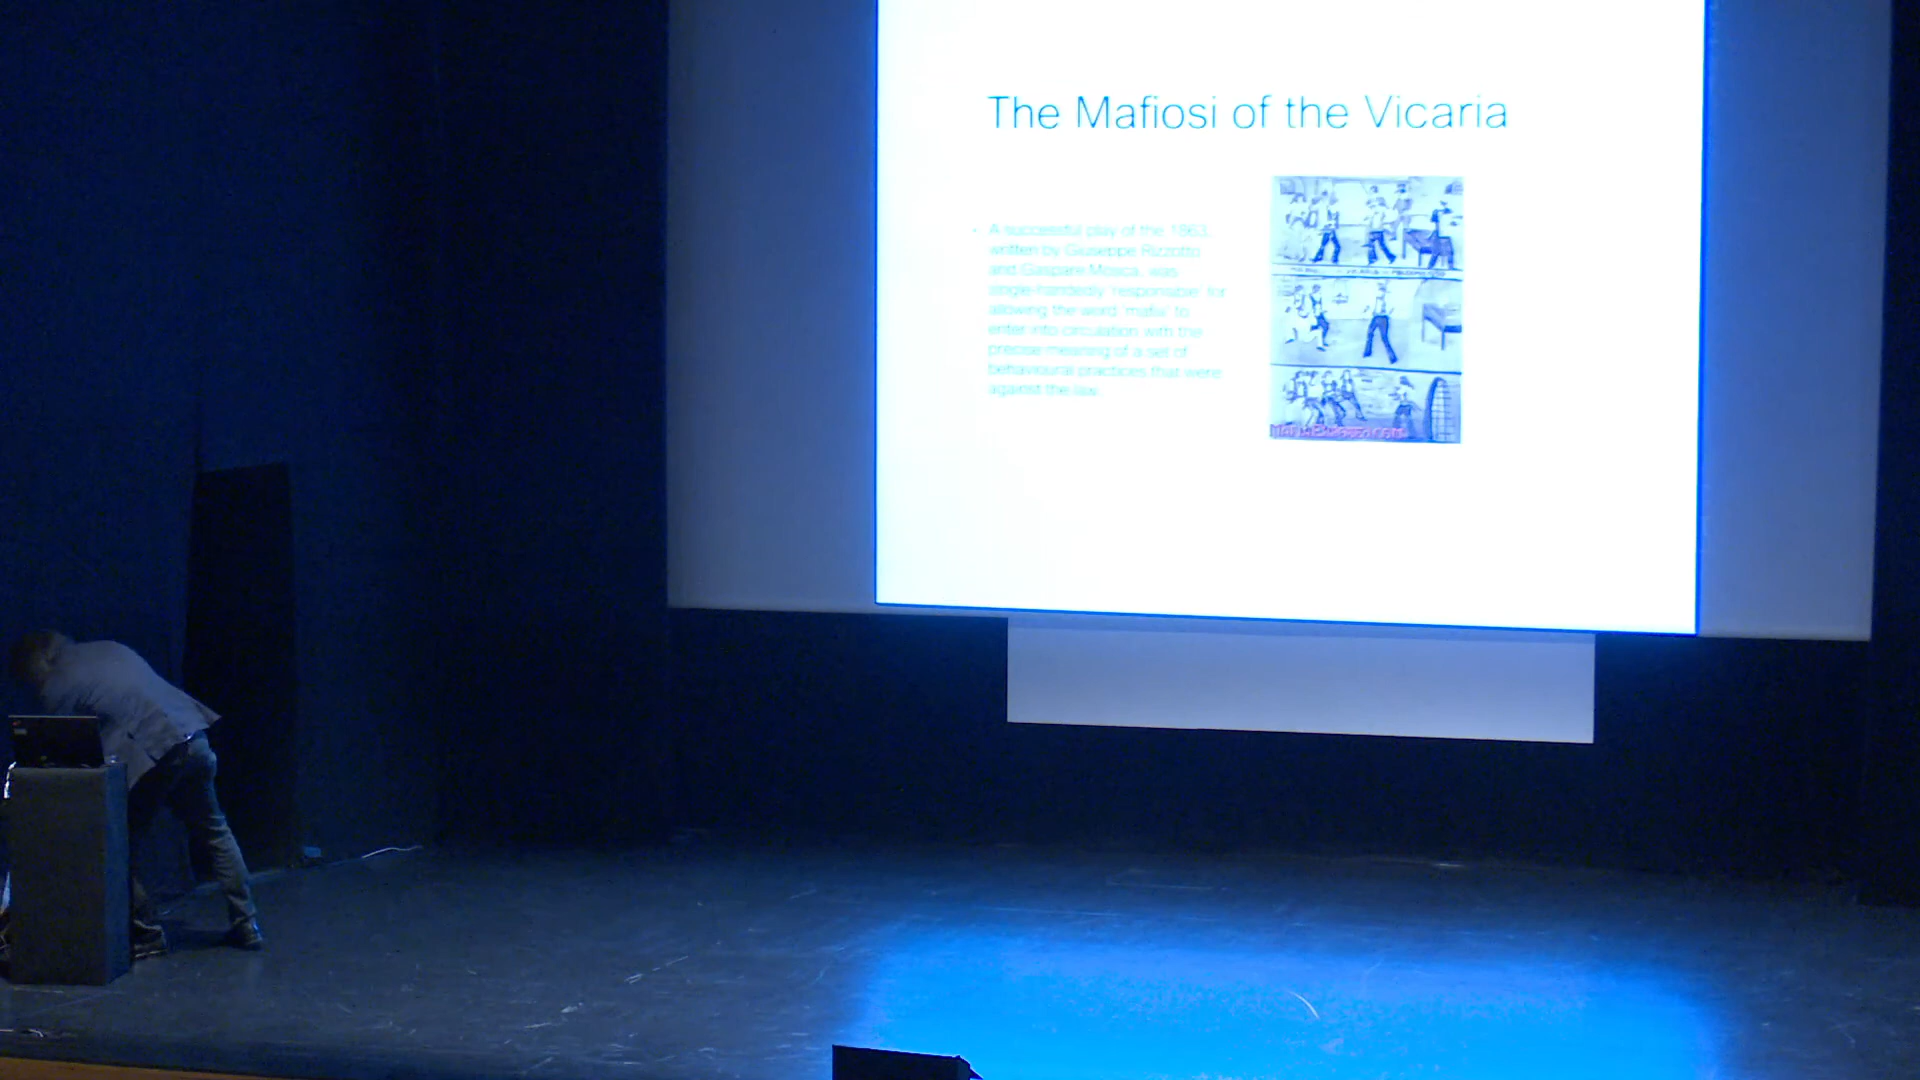 The Mafiosi of the Vicaria
• A successful play of the 1863,
written by Giuseppe Rizzotto
and Gaspare Mosca, was
single-handedly 'responsible' for
allowing the word 'mafia' to
enter into circulation with the
precise meaning of a set of
behavioural practices that were
against the law.